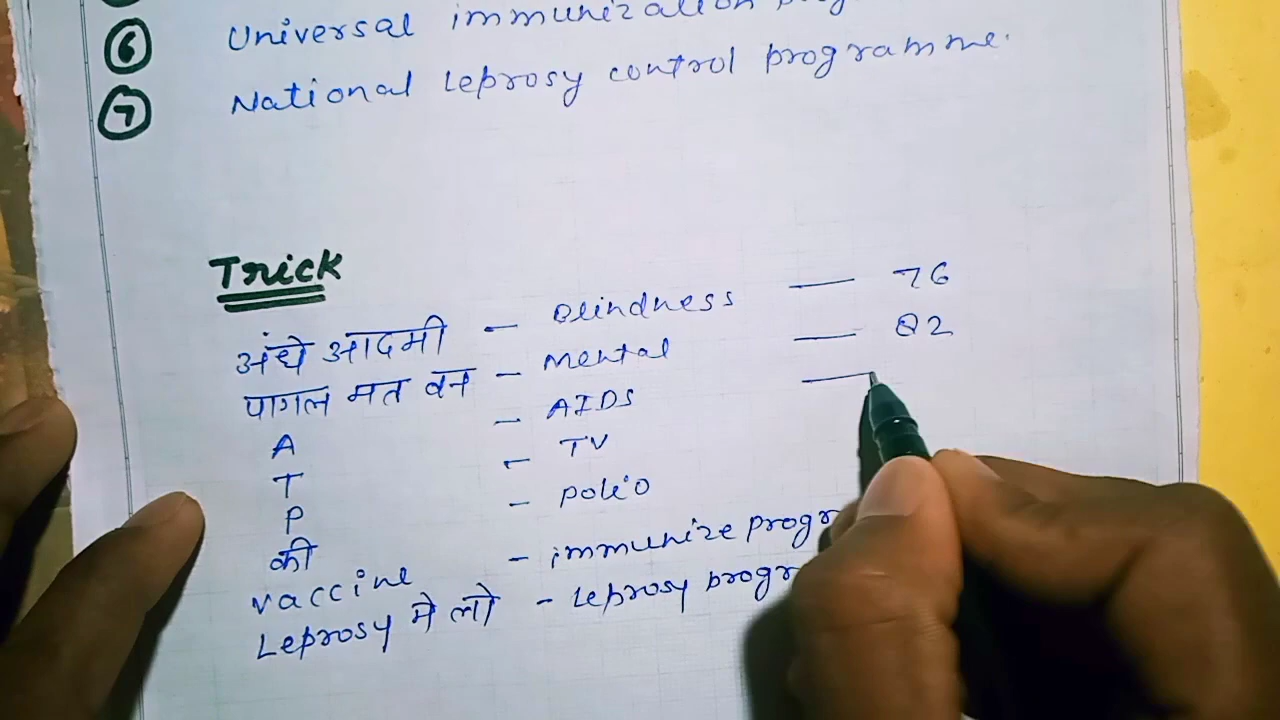 6 Universal immunization
7 National Leprosy control programme.
Trick
अंधे आदमी – Blindness — 76
पागल मत बन – Mental — 82
A – AIDS —
T – TV
P – Polio
की
vaccine – immunize progr
Leprosy मे लो – Leprosy progr